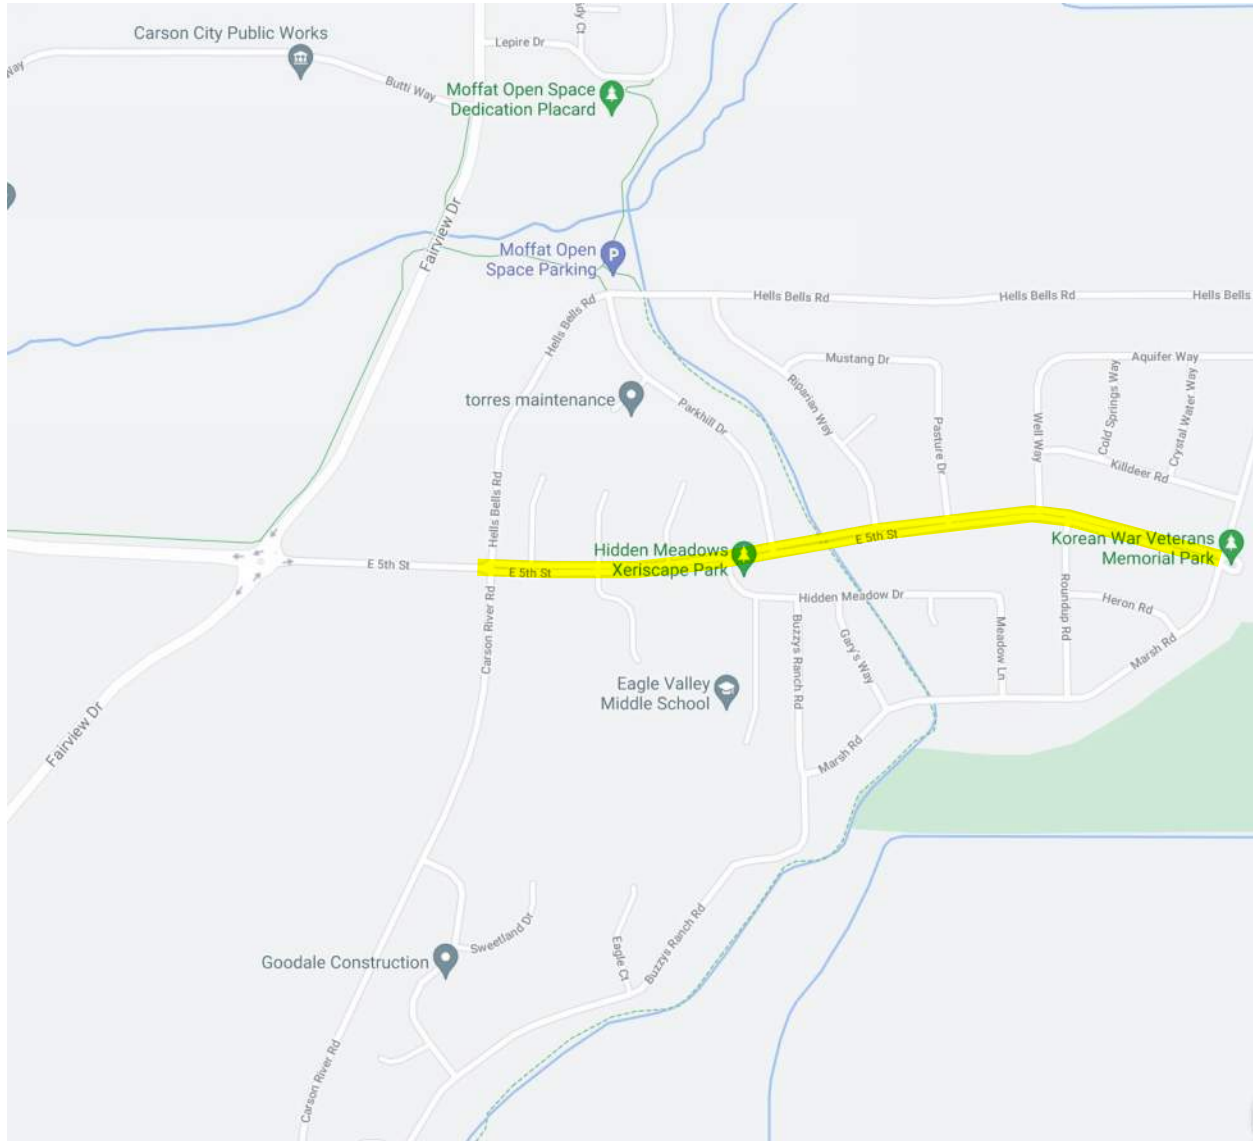 Carson City Public Works
Way
Butti Way
Lepire Dr
dy Ct
Moffat Open Space
Dedication Placard
Fairview Dr
Moffat Open
Space Parking
P
Hells Bells Rd
Hells Bells Rd
Hells Bells Rd
Hells Bells
Mustang Dr
Aquifer Way
torres maintenance
Parkhill Dr
Riparian Way
Pasture Dr
Well Way
Cold Springs Way
Crystal Water Way
Killdeer Rd
Hells Bells Rd
E 5th St
E 5th St
Hidden Meadows
Xeriscape Park
E 5th St
Korean War Veterans
Memorial Park
Carson River Rd
Hidden Meadow Dr
Buzzys Ranch Rd
Gary's Way
Meadow Ln
Roundup Rd
Heron Rd
Marsh Rd
Eagle Valley
Middle School
Fairview Dr
Marsh Rd
Goodale Construction
Sweetland Dr
Eagle Ct
Buzzys Ranch Rd
Carson River Rd